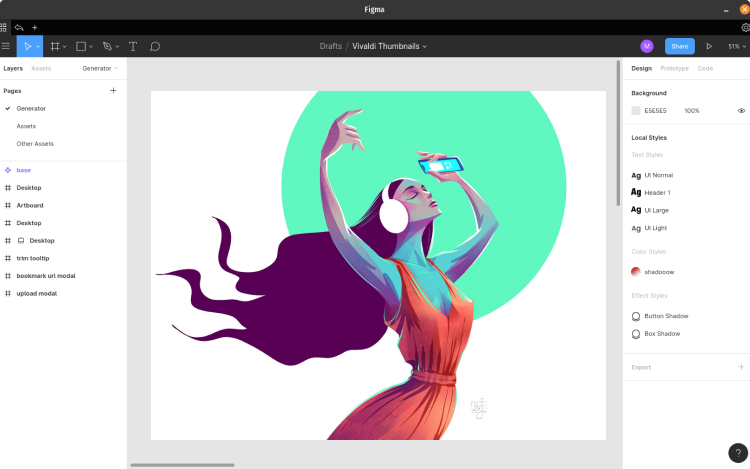 Figma
Drafts / Vivaldi Thumbnails
M
Share
51%
Layers
Assets
Generator
Design
Prototype
Code
Pages
Generator
Assets
Other Assets
base
Desktop
Artboard
Desktop
Desktop
trim tooltip
bookmark url modal
upload modal
Background
E5E5E5
100%
Local Styles
Text Styles
Ag UI Normal
Ag Header 1
Ag UI Large
Ag UI Light
Color Styles
shadooow
Effect Styles
Button Shadow
Box Shadow
Export
?